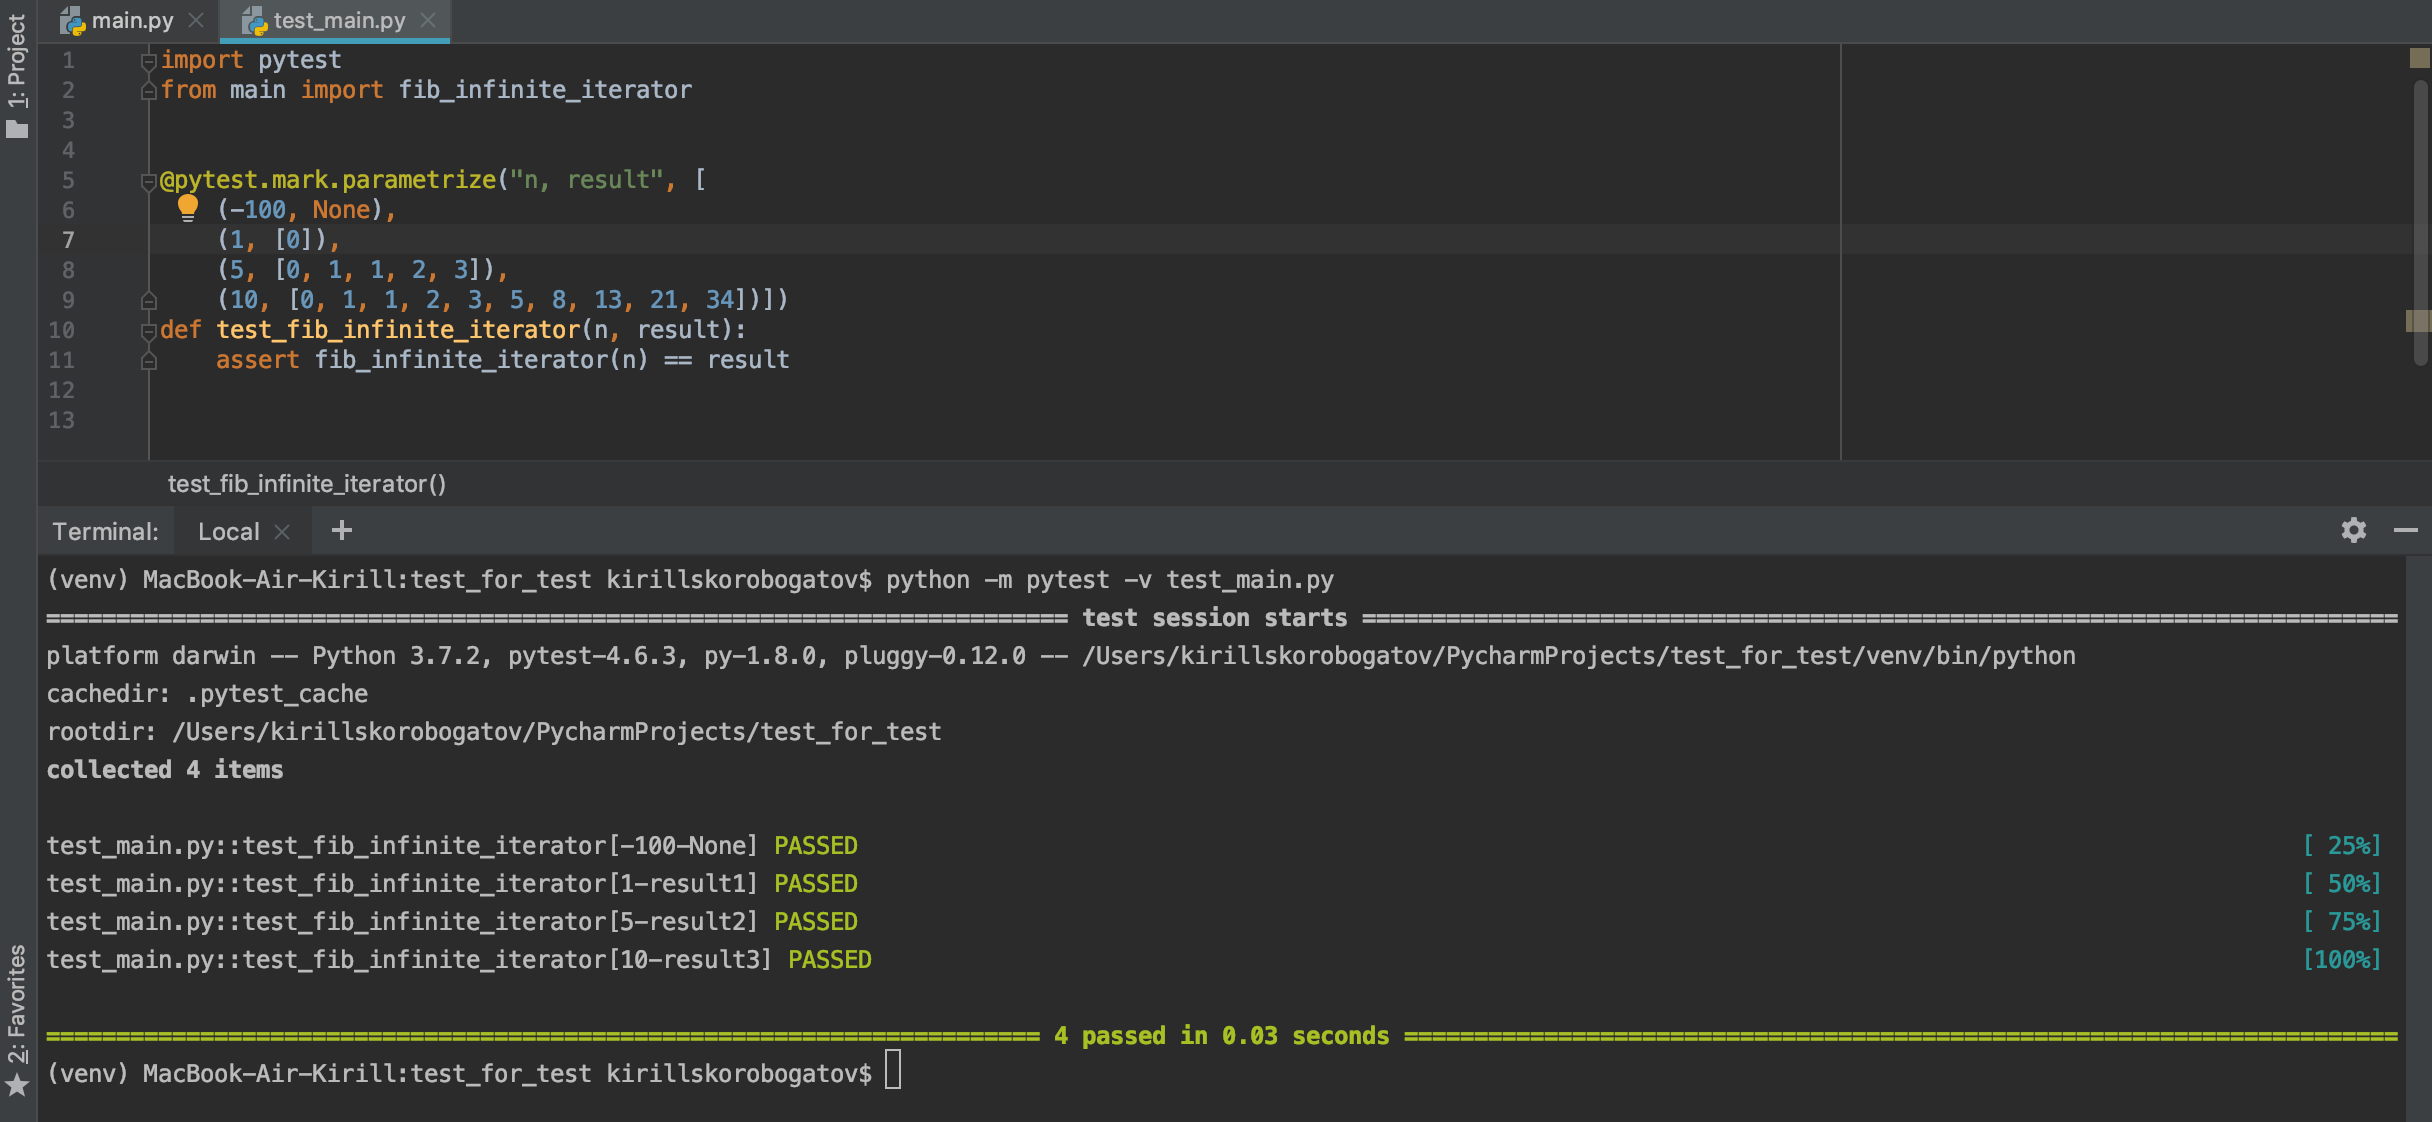 main.py
test_main.py
1: Project
1 import pytest
2 from main import fib_infinite_iterator
3
4
5 @pytest.mark.parametrize("n, result", [
6     (-100, None),
7     (1, [0]),
8     (5, [0, 1, 1, 2, 3]),
9     (10, [0, 1, 1, 2, 3, 5, 8, 13, 21, 34])])
10 def test_fib_infinite_iterator(n, result):
11     assert fib_infinite_iterator(n) == result
12
13
test_fib_infinite_iterator()
Terminal: Local +
(venv) MacBook-Air-Kirill:test_for_test kirillskorobogatov$ python -m pytest -v test_main.py
========================================================================= test session starts ==========================================================================
platform darwin -- Python 3.7.2, pytest-4.6.3, py-1.8.0, pluggy-0.12.0 -- /Users/kirillskorobogatov/PycharmProjects/test_for_test/venv/bin/python
cachedir: .pytest_cache
rootdir: /Users/kirillskorobogatov/PycharmProjects/test_for_test
collected 4 items
test_main.py::test_fib_infinite_iterator[-100-None] PASSED [ 25%]
test_main.py::test_fib_infinite_iterator[1-result1] PASSED [ 50%]
test_main.py::test_fib_infinite_iterator[5-result2] PASSED [ 75%]
test_main.py::test_fib_infinite_iterator[10-result3] PASSED [100%]
======================================================================= 4 passed in 0.03 seconds =======================================================================
(venv) MacBook-Air-Kirill:test_for_test kirillskorobogatov$
2: Favorites